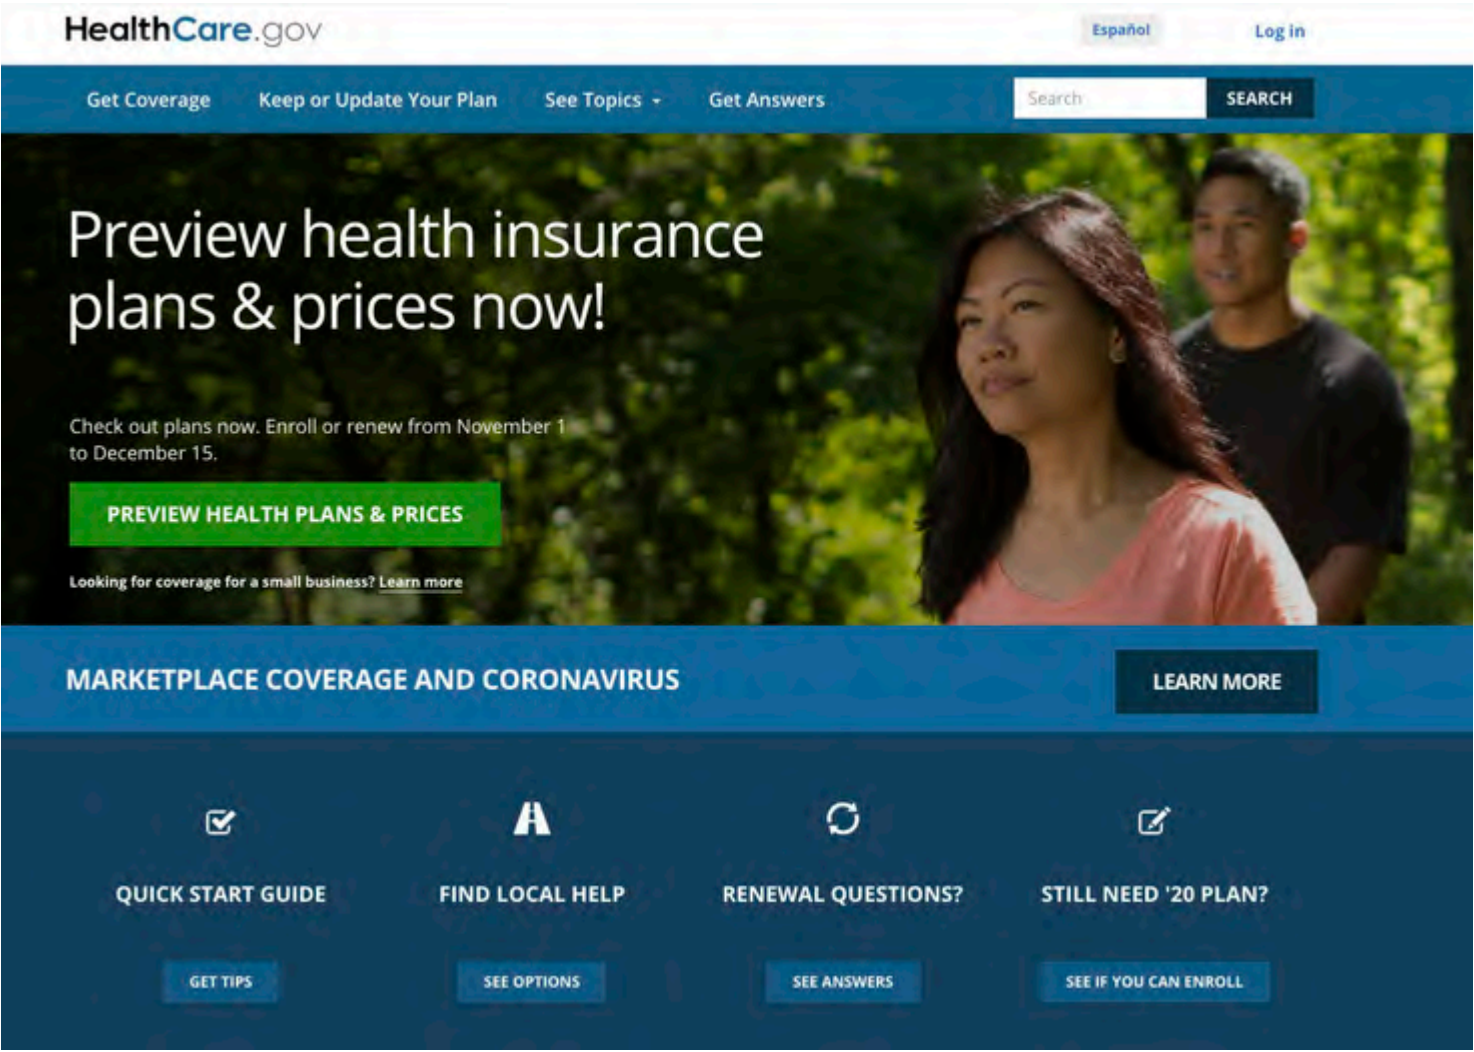 HealthCare.gov
Español
Log in
Get Coverage
Keep or Update Your Plan
See Topics
Get Answers
Search
SEARCH
Preview health insurance
plans & prices now!
Check out plans now. Enroll or renew from November 1
to December 15.
PREVIEW HEALTH PLANS & PRICES
Looking for coverage for a small business? Learn more
MARKETPLACE COVERAGE AND CORONAVIRUS
LEARN MORE
QUICK START GUIDE
FIND LOCAL HELP
RENEWAL QUESTIONS?
STILL NEED '20 PLAN?
GET TIPS
SEE OPTIONS
SEE ANSWERS
SEE IF YOU CAN ENROLL